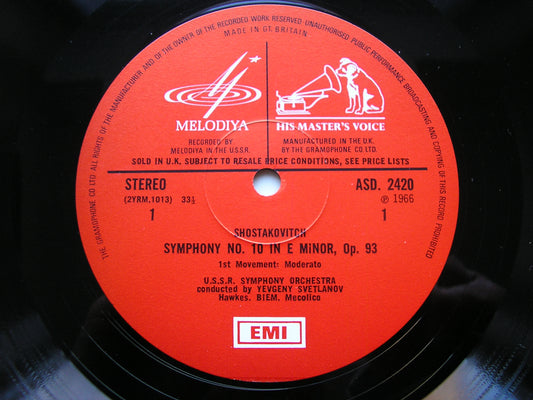 THE GRAMOPHONE CO LTD ALL RIGHTS OF THE MANUFACTURER AND OF THE OWNER OF THE RECORDED WORK RESERVED·UNAUTHORISED PUBLIC PERFORMANCE BROADCASTING AND COPYING OF THIS RECORD PROHIBITED
MADE IN GT. BRITAIN
MELODIYA
HIS MASTER'S VOICE
RECORDED BY
MELODIYA IN THE U.S.S.R.
MANUFACTURED IN THE U.K.
BY THE GRAMOPHONE CO LTD.
SOLD IN U.K. SUBJECT TO RESALE PRICE CONDITIONS, SEE PRICE LISTS
STEREO
ASD. 2420
(2YRM.1013) 33⅓
℗ 1966
1
1
SHOSTAKOVITCH
SYMPHONY NO. 10 IN E MINOR, Op. 93
1st Movement: Moderato
U.S.S.R. SYMPHONY ORCHESTRA
conducted by YEVGENY SVETLANOV
Hawkes. BIEM. Mecolico
EMI